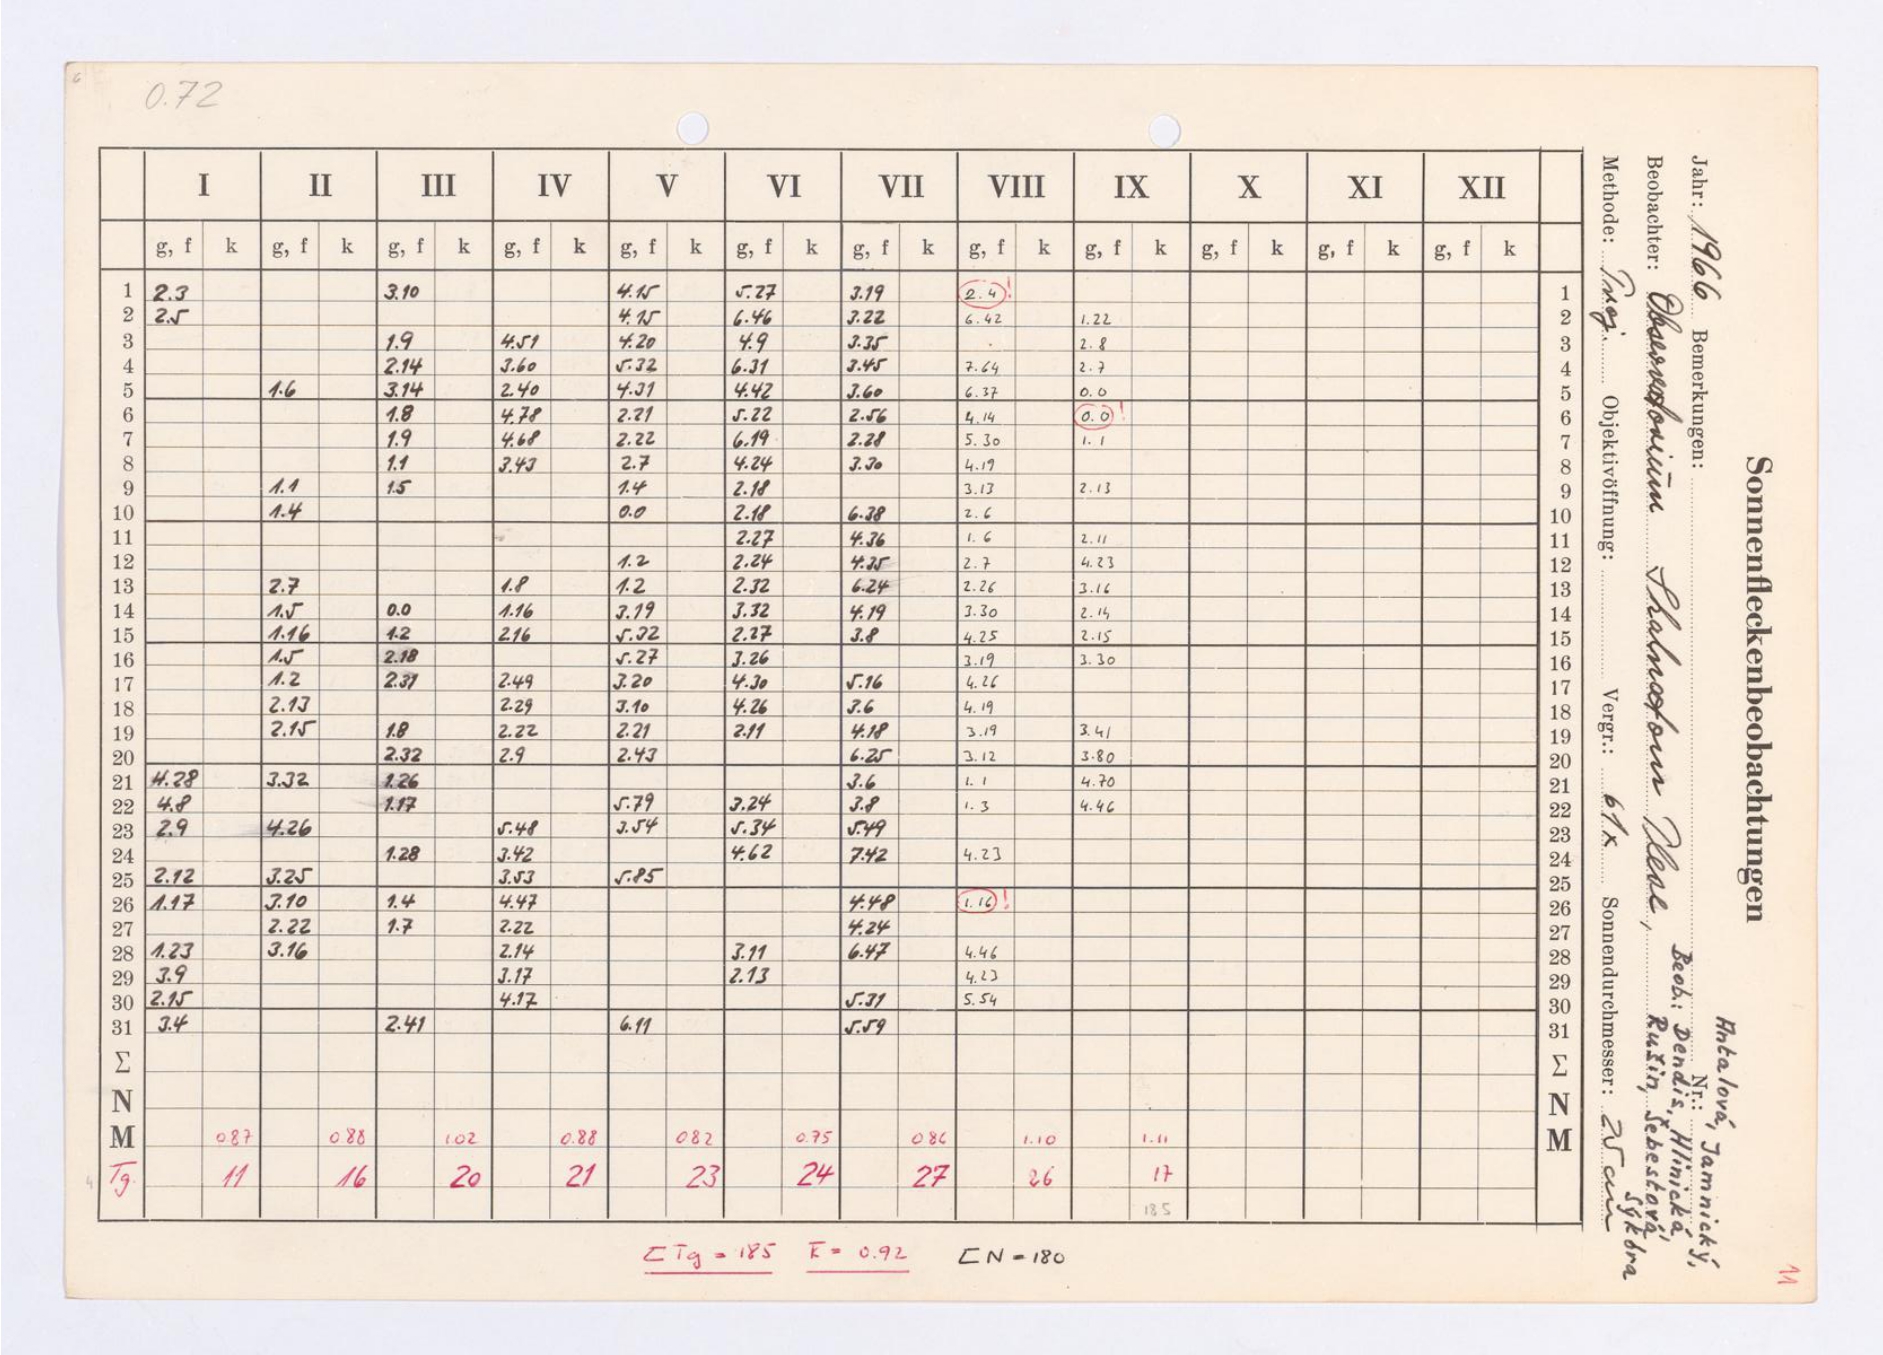 0.72
I II III IV V VI VII VIII IX X XI XII
g, f k g, f k g, f k g, f k g, f k g, f k g, f k g, f k g, f k g, f k g, f k g, f k
1 2.3 3.10 4.15 5.27 3.19 2.4! 1
2 2.5 4.15 6.46 3.22 6.42 1.22 2
3 1.9 4.51 4.20 4.9 3.35 2.8 3
4 2.14 3.60 5.32 6.31 3.45 7.64 2.7 4
5 1.6 3.14 2.40 4.31 4.42 3.60 6.37 0.0 5
6 1.8 4.78 2.21 5.22 2.56 4.14 0.0! 6
7 1.9 4.68 2.22 6.19 2.28 5.30 1.1 7
8 1.1 3.43 2.7 4.24 3.30 4.19 8
9 1.1 1.5 1.4 2.18 3.13 2.13 9
10 1.4 0.0 2.18 6.38 2.6 10
11 2.27 4.36 1.6 2.11 11
12 1.2 2.24 4.35 2.7 4.23 12
13 2.7 1.8 1.2 2.32 6.24 2.26 3.16 13
14 1.5 0.0 1.16 3.19 3.32 4.19 3.30 2.14 14
15 1.16 1.2 2.16 5.32 2.27 3.8 4.25 2.15 15
16 1.5 2.18 5.27 3.26 3.19 3.30 16
17 1.2 2.31 2.49 3.20 4.30 5.16 4.26 17
18 2.13 2.29 3.10 4.26 3.6 4.19 18
19 2.15 1.8 2.22 2.21 2.11 4.18 3.19 3.41 19
20 2.32 2.9 2.43 6.25 3.12 3.80 20
21 4.28 3.32 1.26 3.6 1.1 4.70 21
22 4.8 1.17 5.79 3.24 3.8 1.3 4.46 22
23 2.9 4.26 5.48 3.54 5.34 5.49 23
24 1.28 3.42 4.62 7.42 4.23 24
25 2.12 3.25 3.53 5.85 25
26 1.17 3.10 1.4 4.47 4.48 1.16! 26
27 2.22 1.7 2.22 4.24 27
28 1.23 3.16 2.14 3.11 6.47 4.46 28
29 3.9 3.17 2.13 4.23 29
30 2.15 4.17 5.31 5.54 30
31 3.4 2.41 6.11 5.59 31
Σ Σ
N N
M 0.87 0.88 1.02 0.88 0.82 0.75 0.86 1.10 1.11 M
Tg. 11 16 20 21 23 24 27 26 17
185
Σ Tg = 185 k̄ = 0.92 Σ N = 180
Sonnenfleckenbeobachtungen
Jahr: 1966 Bemerkungen: Nr.:
Antalová, Jamnický,
Beob.: Dendis, Hlinická,
Beobachter: Observatorium Skalnaté Pleso,
Rušin, Šebestová,
Sýkora
Methode: Proj. Objektivöffnung: Vergr.: 61x Sonnendurchmesser: 25 cm
11